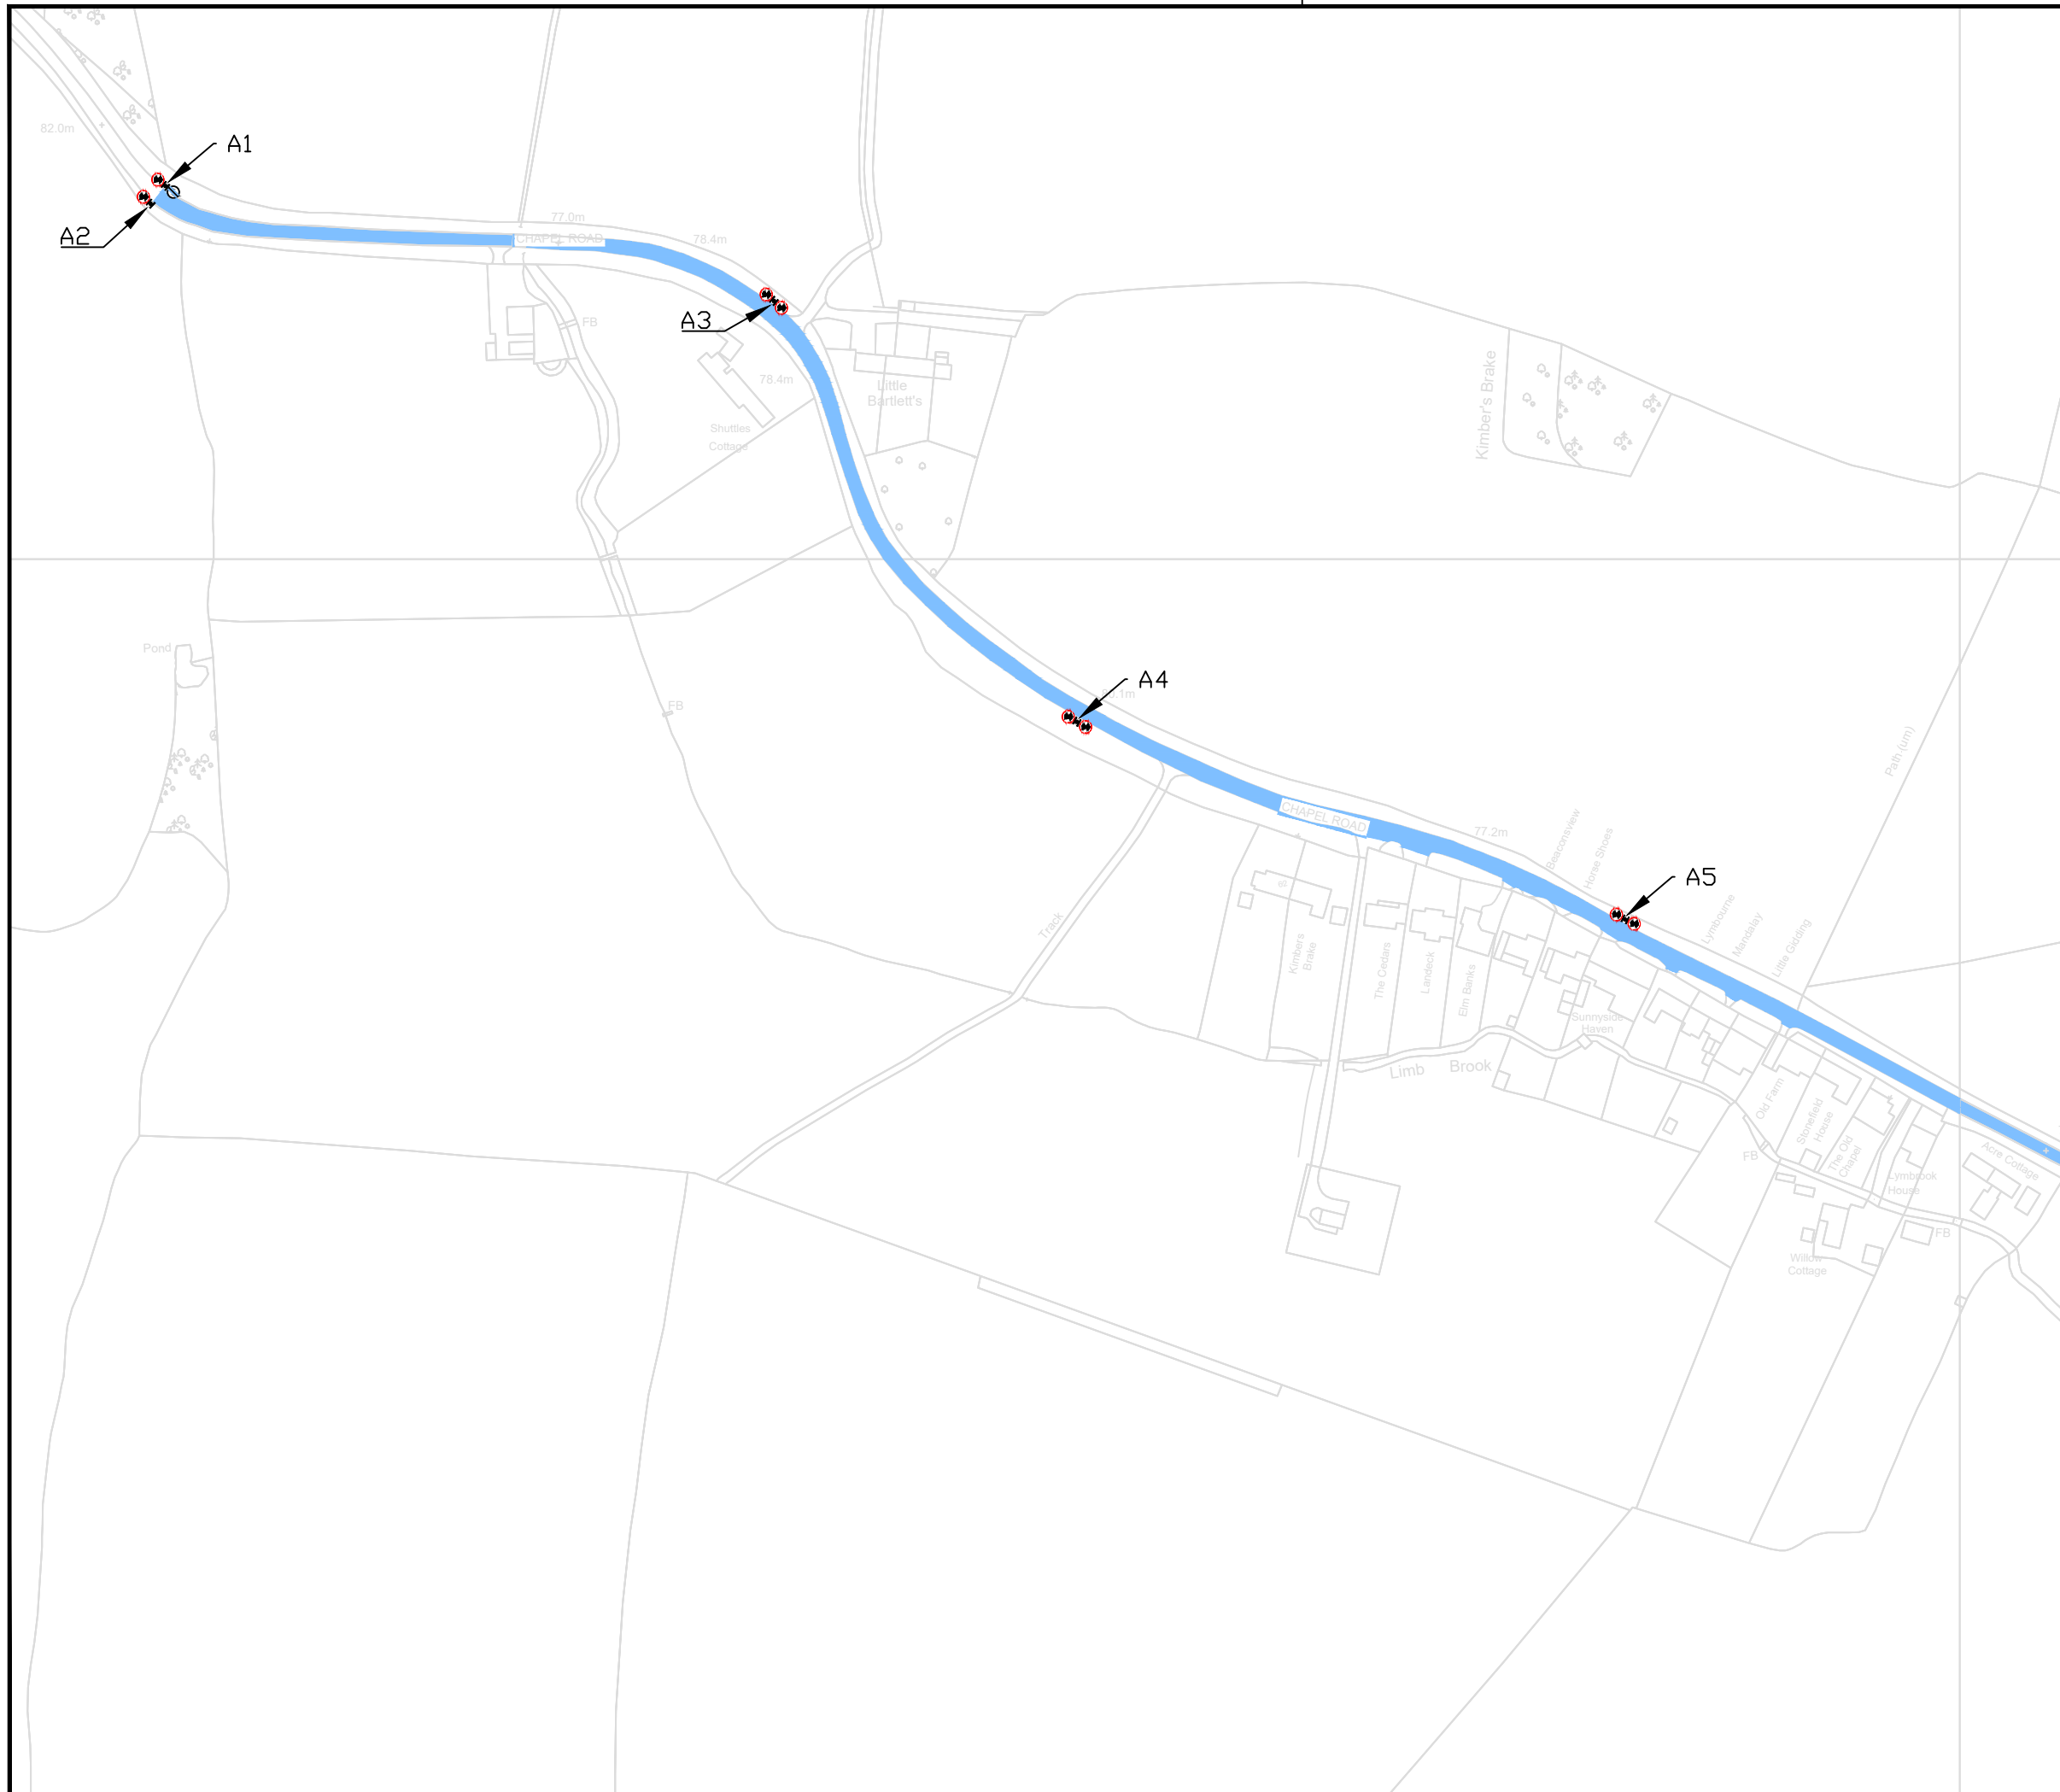 82.0m
A1
A2
77.0m
CHAPEL ROAD
78.4m
FB
A3
78.4m
Little
Bartlett's
Shuttles
Cottage
Kimber's Brake
Pond
FB
A4
Path (um)
CHAPEL ROAD
77.2m
Beaconsview
Horse Shoes
A5
Lymbourne
Mandalay
Little Gidding
Track
Kimbers
Brake
The Cedars
Landeck
Elm Banks
Sunnyside
Haven
Limb Brook
Old Farm
Stonefield
House
The Old
Chapel
FB
Lymbrook
House
Acre Cottage
FB
Willow
Cottage